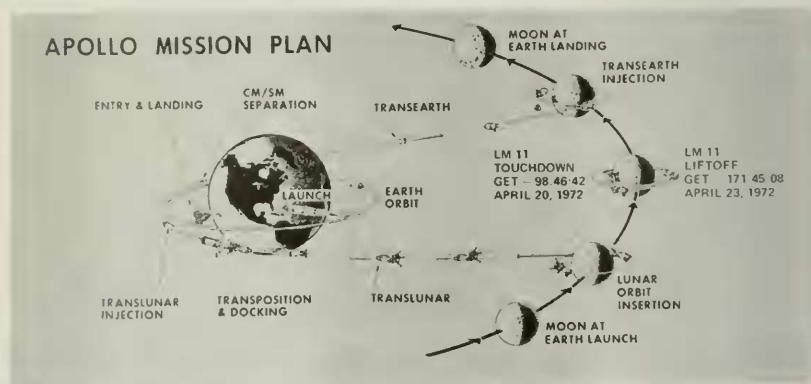 APOLLO MISSION PLAN
MOON AT
EARTH LANDING
TRANSEARTH
INJECTION
ENTRY & LANDING
CM/SM
SEPARATION
TRANSEARTH
LM 11
TOUCHDOWN
GET - 98:46:42
APRIL 20, 1972
LM 11
LIFTOFF
GET 171 45 08
APRIL 23, 1972
LAUNCH
EARTH
ORBIT
TRANSLUNAR
INJECTION
TRANSPOSITION
& DOCKING
TRANSLUNAR
LUNAR
ORBIT
INSERTION
MOON AT
EARTH LAUNCH